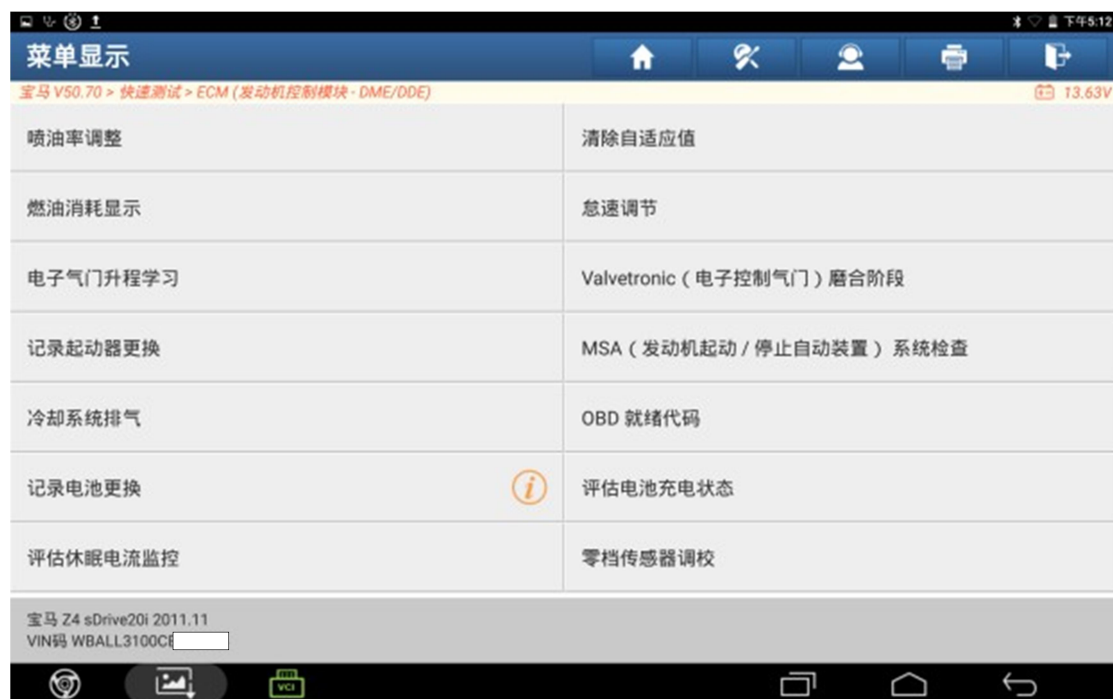 下午5:12
菜单显示
宝马 V50.70 > 快速测试 > ECM (发动机控制模块 - DME/DDE)
13.63V
喷油率调整
清除自适应值
燃油消耗显示
怠速调节
电子气门升程学习
Valvetronic（电子控制气门）磨合阶段
记录起动器更换
MSA（发动机起动 / 停止自动装置）系统检查
冷却系统排气
OBD 就绪代码
记录电池更换
i
评估电池充电状态
评估休眠电流监控
零档传感器调校
宝马 Z4 sDrive20i 2011.11
VIN码 WBALL3100C
VCI